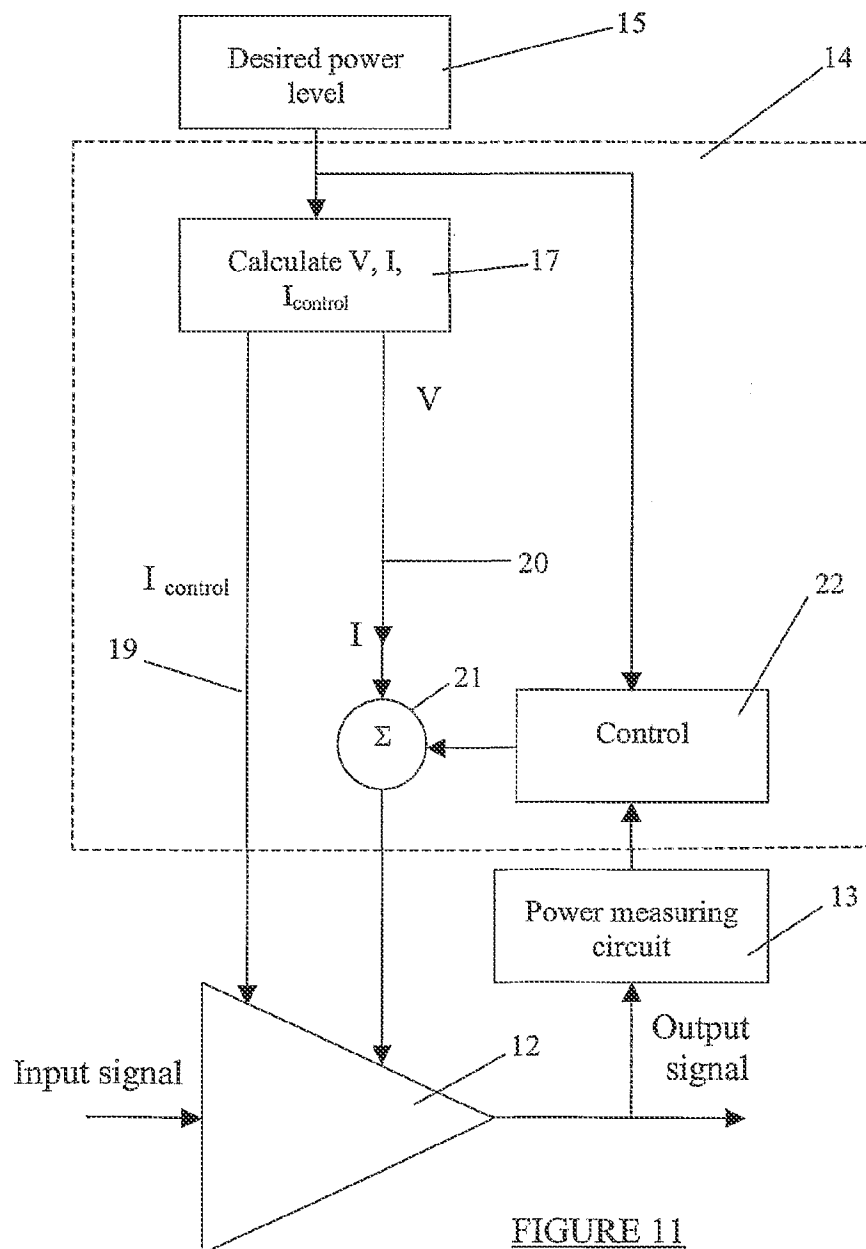 15
Desired power
level
14
Calculate V, I,
Icontrol
17
V
20
I control
22
I
19
21
Σ
Control
Power measuring
circuit
13
Output
signal
12
Input signal
FIGURE 11